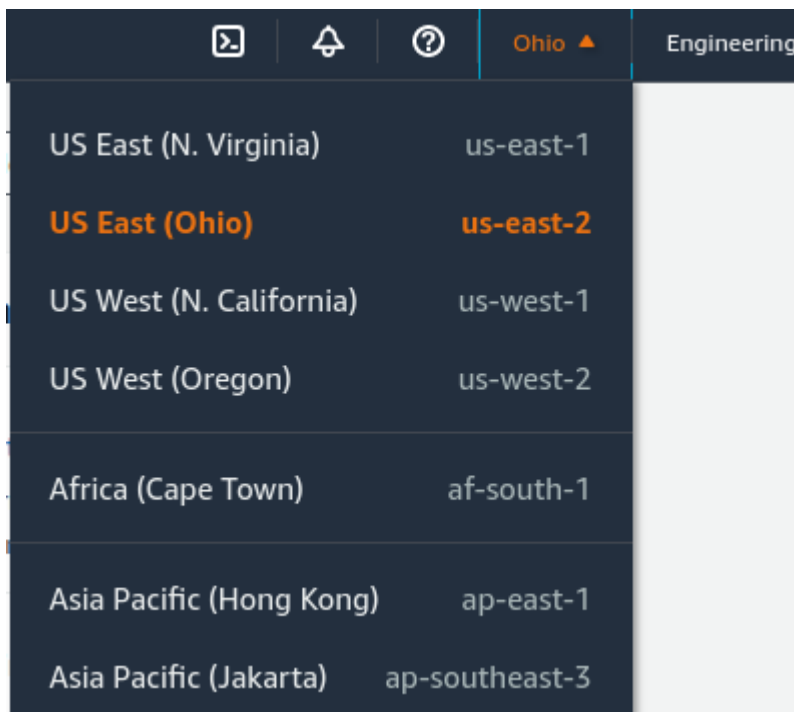 Ohio ▲ Engineering
US East (N. Virginia) us-east-1
US East (Ohio) us-east-2
US West (N. California) us-west-1
US West (Oregon) us-west-2
Africa (Cape Town) af-south-1
Asia Pacific (Hong Kong) ap-east-1
Asia Pacific (Jakarta) ap-southeast-3